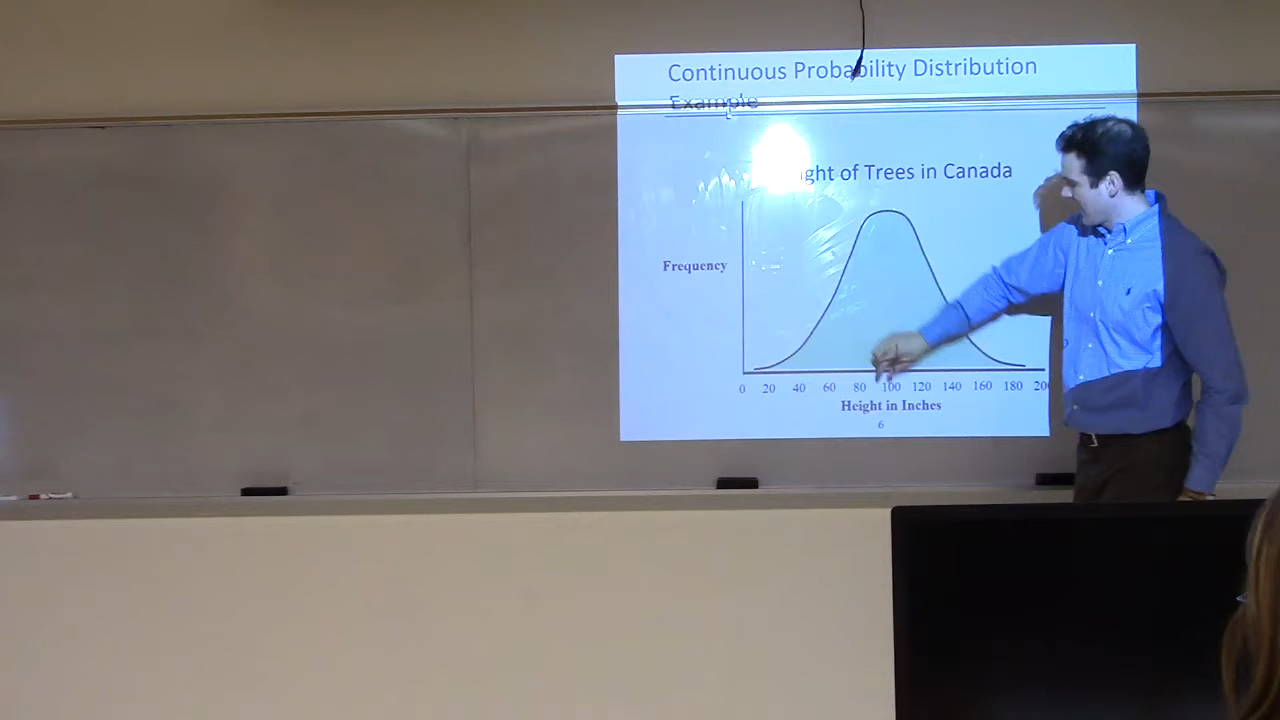 Continuous Probability Distribution
Example
ght of Trees in Canada
Frequency
0 20 40 60 80 100 120 140 160 180 20
Height in Inches
6